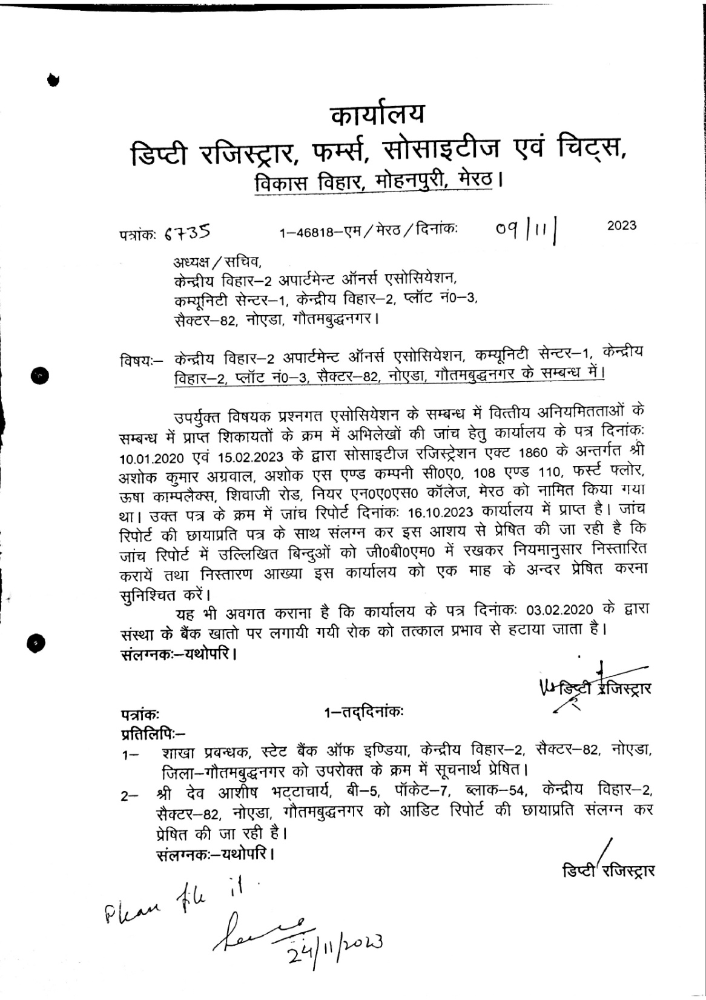 कार्यालय
डिप्टी रजिस्ट्रार, फर्म्स, सोसाइटीज एवं चिट्स,
विकास विहार, मोहनपुरी, मेरठ।
पत्रांक: 6735 1–46818–एम/मेरठ/दिनांक: 09/11/ 2023
अध्यक्ष/सचिव,
केन्द्रीय विहार–2 अपार्टमेन्ट ऑनर्स एसोसियेशन,
कम्यूनिटी सेन्टर–1, केन्द्रीय विहार–2, प्लॉट नं0–3,
सैक्टर–82, नोएडा, गौतमबुद्धनगर।
विषयः– केन्द्रीय विहार–2 अपार्टमेन्ट ऑनर्स एसोसियेशन, कम्यूनिटी सेन्टर–1, केन्द्रीय
विहार–2, प्लॉट नं0–3, सैक्टर–82, नोएडा, गौतमबुद्धनगर के सम्बन्ध में।
उपर्युक्त विषयक प्रश्नगत एसोसियेशन के सम्बन्ध में वित्तीय अनियमितताओं के
सम्बन्ध में प्राप्त शिकायतों के क्रम में अभिलेखों की जांच हेतु कार्यालय के पत्र दिनांकः
10.01.2020 एवं 15.02.2023 के द्वारा सोसाइटीज रजिस्ट्रेशन एक्ट 1860 के अन्तर्गत श्री
अशोक कुमार अग्रवाल, अशोक एस एण्ड कम्पनी सी0ए0, 108 एण्ड 110, फर्स्ट फ्लोर,
ऊषा काम्पलैक्स, शिवाजी रोड, नियर एन0ए0एस0 कॉलेज, मेरठ को नामित किया गया
था। उक्त पत्र के क्रम में जांच रिपोर्ट दिनांकः 16.10.2023 कार्यालय में प्राप्त है। जांच
रिपोर्ट की छायाप्रति पत्र के साथ संलग्न कर इस आशय से प्रेषित की जा रही है कि
जांच रिपोर्ट में उल्लिखित बिन्दुओं को जी0बी0एम0 में रखकर नियमानुसार निस्तारित
करायें तथा निस्तारण आख्या इस कार्यालय को एक माह के अन्दर प्रेषित करना
सुनिश्चित करें।
यह भी अवगत कराना है कि कार्यालय के पत्र दिनांकः 03.02.2020 के द्वारा
संस्था के बैंक खातो पर लगायी गयी रोक को तत्काल प्रभाव से हटाया जाता है।
संलग्नकः–यथोपरि।
डिप्टी रजिस्ट्रार
पत्रांकः 1–तद्दिनांकः
प्रतिलिपिः–
1– शाखा प्रबन्धक, स्टेट बैंक ऑफ इण्डिया, केन्द्रीय विहार–2, सैक्टर–82, नोएडा,
जिला–गौतमबुद्धनगर को उपरोक्त के क्रम में सूचनार्थ प्रेषित।
2– श्री देव आशीष भट्टाचार्य, बी–5, पॉकेट–7, ब्लाक–54, केन्द्रीय विहार–2,
सैक्टर–82, नोएडा, गौतमबुद्धनगर को आडिट रिपोर्ट की छायाप्रति संलग्न कर
प्रेषित की जा रही है।
संलग्नकः–यथोपरि।
डिप्टी रजिस्ट्रार
Please file it.
24/11/2023